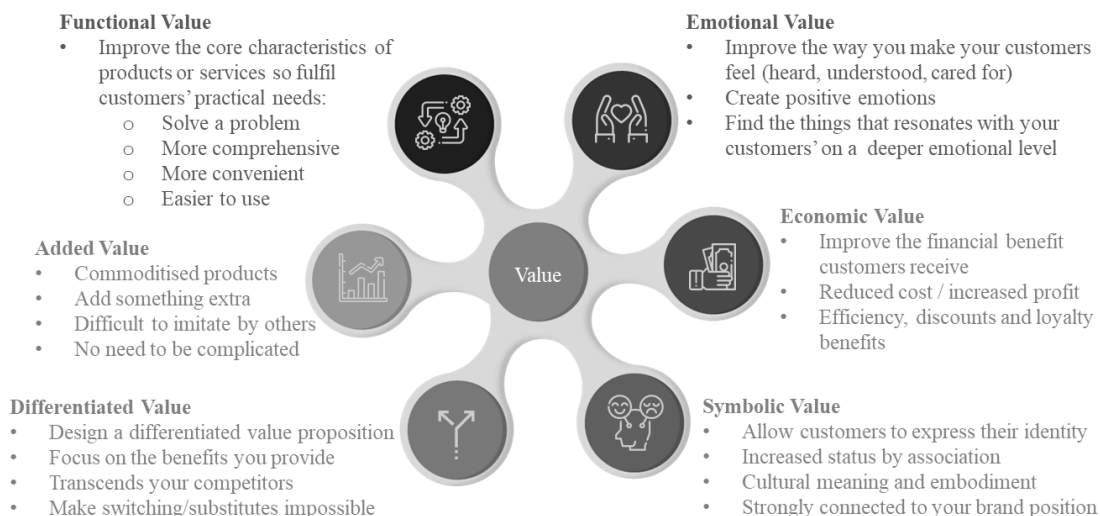 Functional Value
• Improve the core characteristics of
products or services so fulfil
customers' practical needs:
o Solve a problem
o More comprehensive
o More convenient
o Easier to use
Emotional Value
• Improve the way you make your customers
feel (heard, understood, cared for)
• Create positive emotions
• Find the things that resonates with your
customers' on a deeper emotional level
Added Value
• Commoditised products
• Add something extra
• Difficult to imitate by others
• No need to be complicated
Value
Economic Value
• Improve the financial benefit
customers receive
• Reduced cost / increased profit
• Efficiency, discounts and loyalty
benefits
Differentiated Value
• Design a differentiated value proposition
• Focus on the benefits you provide
• Transcends your competitors
• Make switching/substitutes impossible
Symbolic Value
• Allow customers to express their identity
• Increased status by association
• Cultural meaning and embodiment
• Strongly connected to your brand position